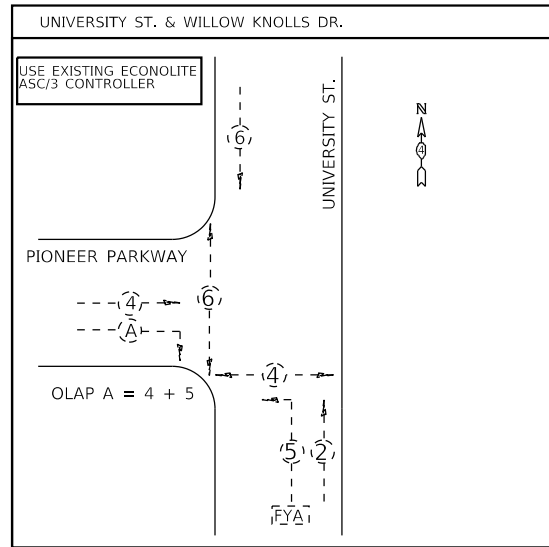 UNIVERSITY ST. & WILLOW KNOLLS DR.
USE EXISTING ECONOLITE
ASC/3 CONTROLLER
UNIVERSITY ST.
N
4
6
PIONEER PARKWAY
4
6
A
4
OLAP A = 4 + 5
5 2
FYA